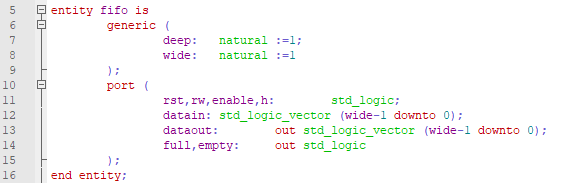 5 entity fifo is
6 generic (
7 deep: natural :=1;
8 wide: natural :=1
9 );
10 port (
11 rst,rw,enable,h: std_logic;
12 datain: std_logic_vector (wide-1 downto 0);
13 dataout: out std_logic_vector (wide-1 downto 0);
14 full,empty: out std_logic
15 );
16 end entity;